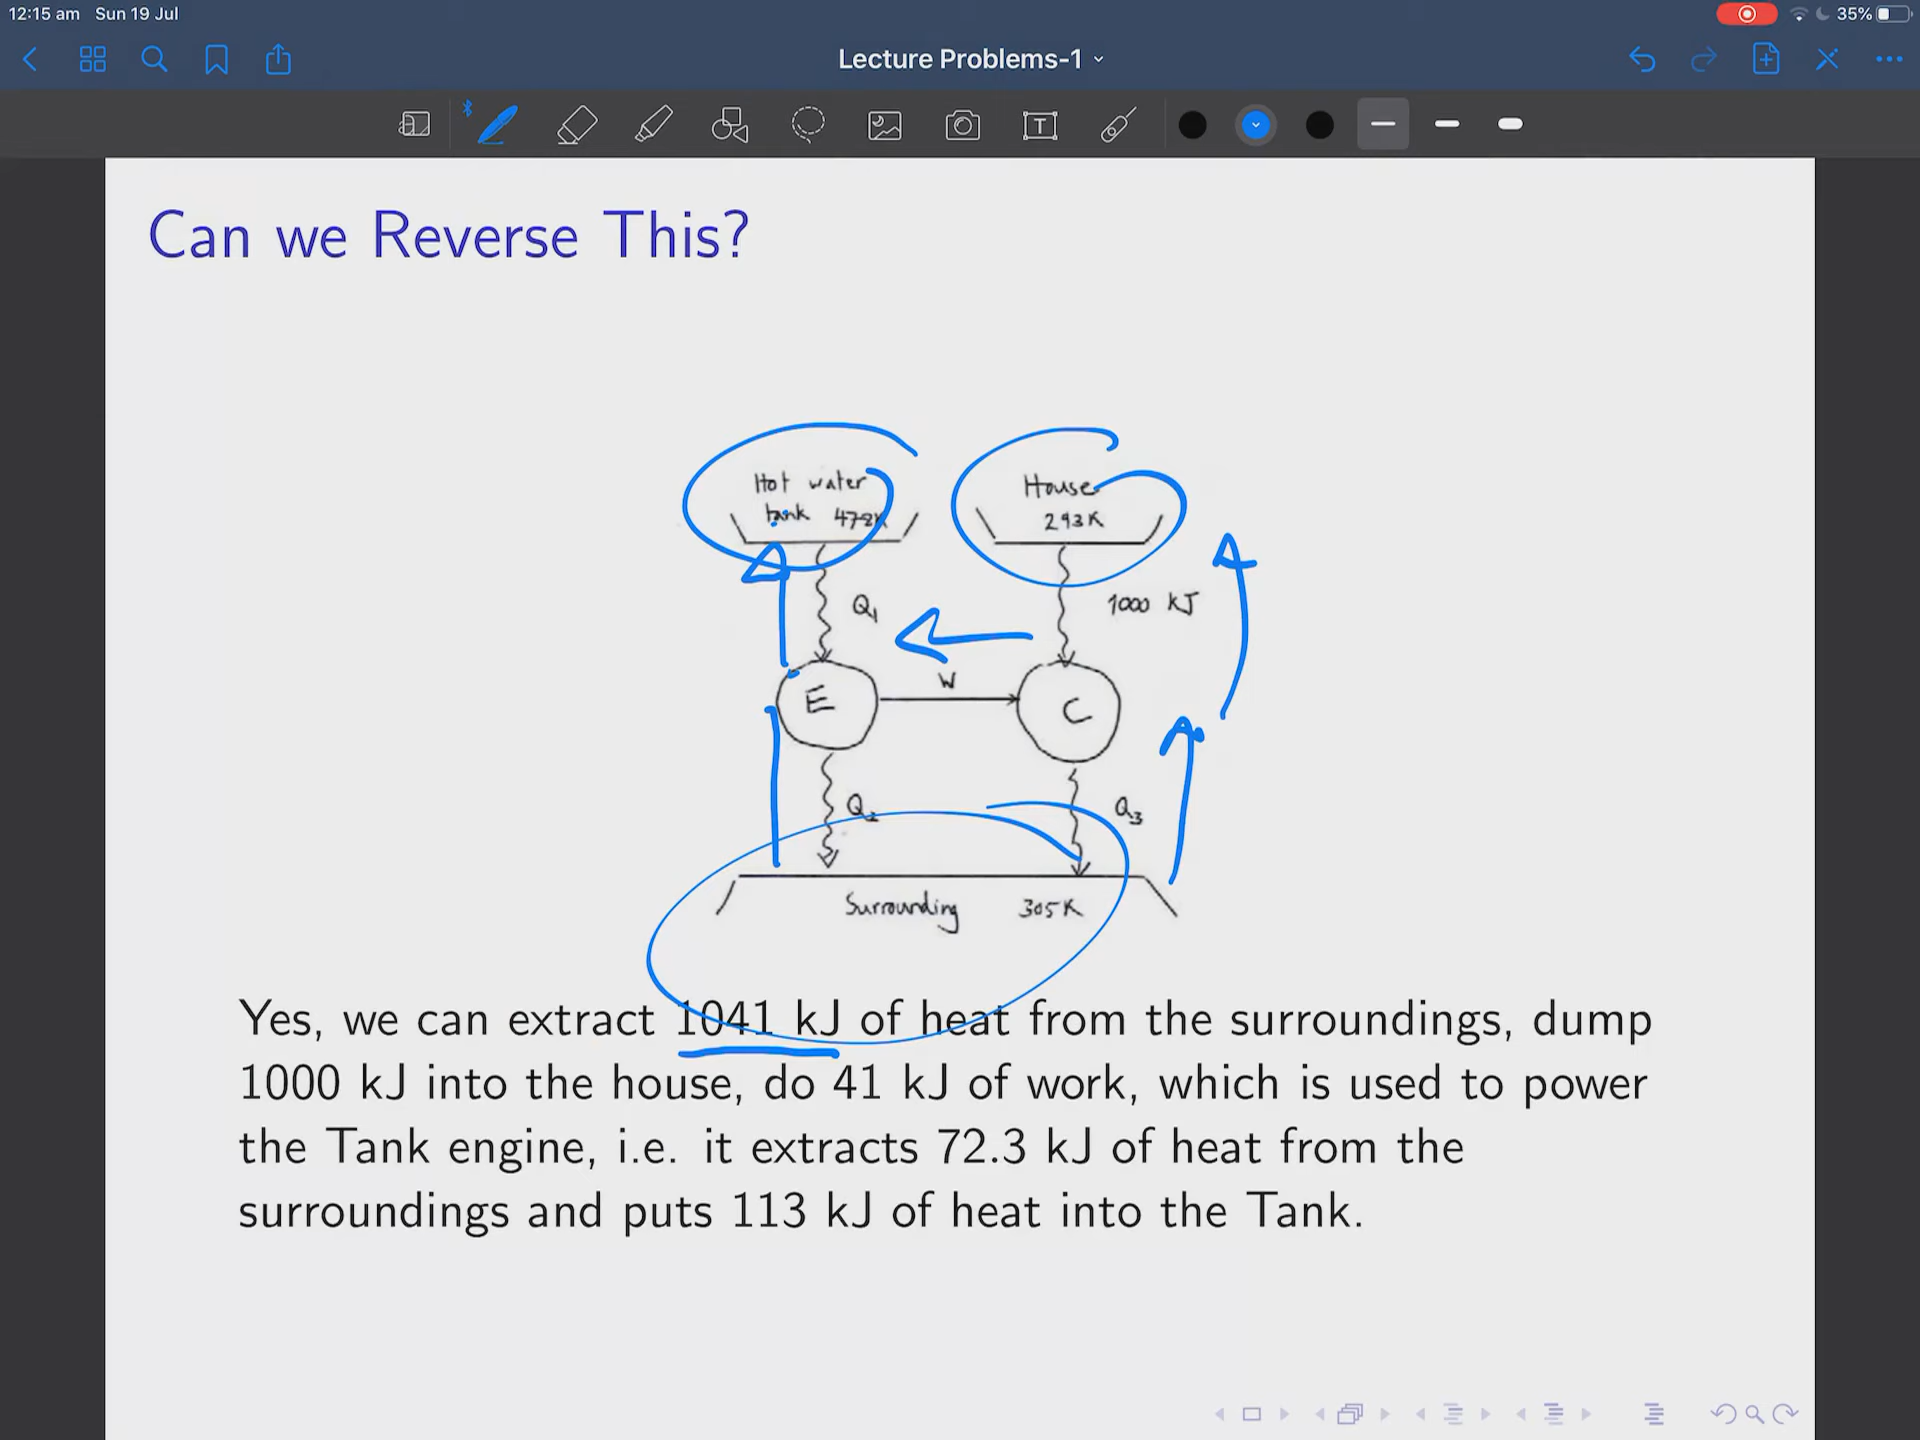 12:15 am Sun 19 Jul
35%
Lecture Problems-1
T
Can we Reverse This?
Hot water
tank 472K
House
293K
Q1
1000 kJ
W
E
C
Q2
Q3
Surrounding 305K
Yes, we can extract 1041 kJ of heat from the surroundings, dump
1000 kJ into the house, do 41 kJ of work, which is used to power
the Tank engine, i.e. it extracts 72.3 kJ of heat from the
surroundings and puts 113 kJ of heat into the Tank.